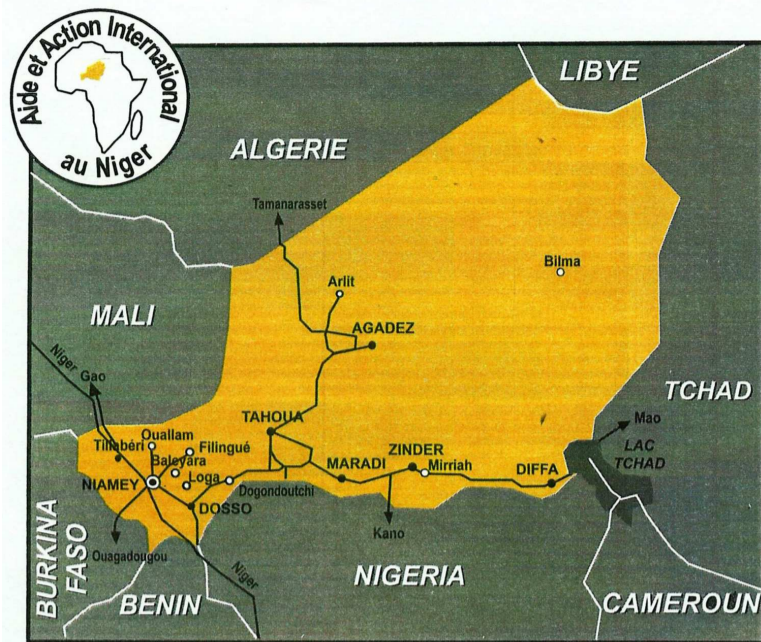 Aide et Action International
au Niger
LIBYE
ALGERIE
Tamanarasset
Bilma
Arlit
MALI
AGADEZ
Niger
Gao
TCHAD
Mao
TAHOUA
Ouallam
Tillabéri
Filingué
LAC
TCHAD
Baleyara
ZINDER
Mirriah
MARADI
DIFFA
NIAMEY
Loga
Dogondoutchi
DOSSO
Kano
Ouagadougou
BURKINA
FASO
Niger
NIGERIA
BENIN
CAMEROUN